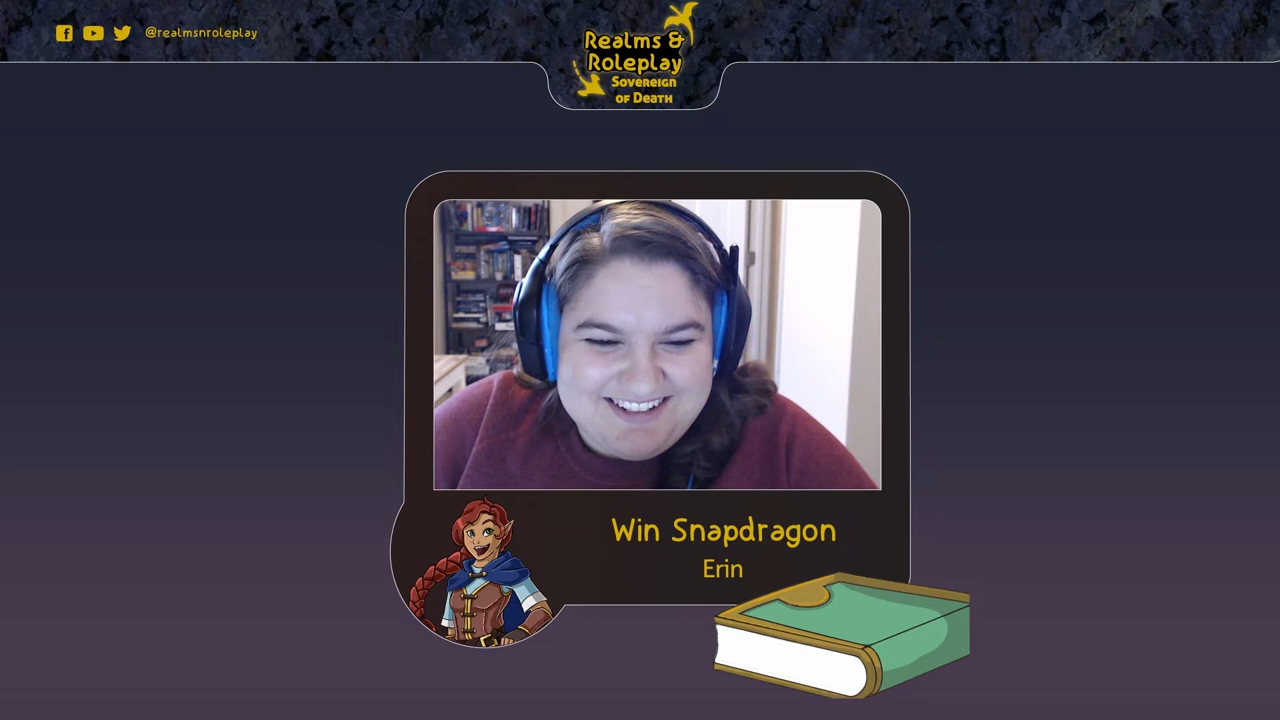 @realmsnroleplay
Realms &
Roleplay
Sovereign
of Death
Win Snapdragon
Erin